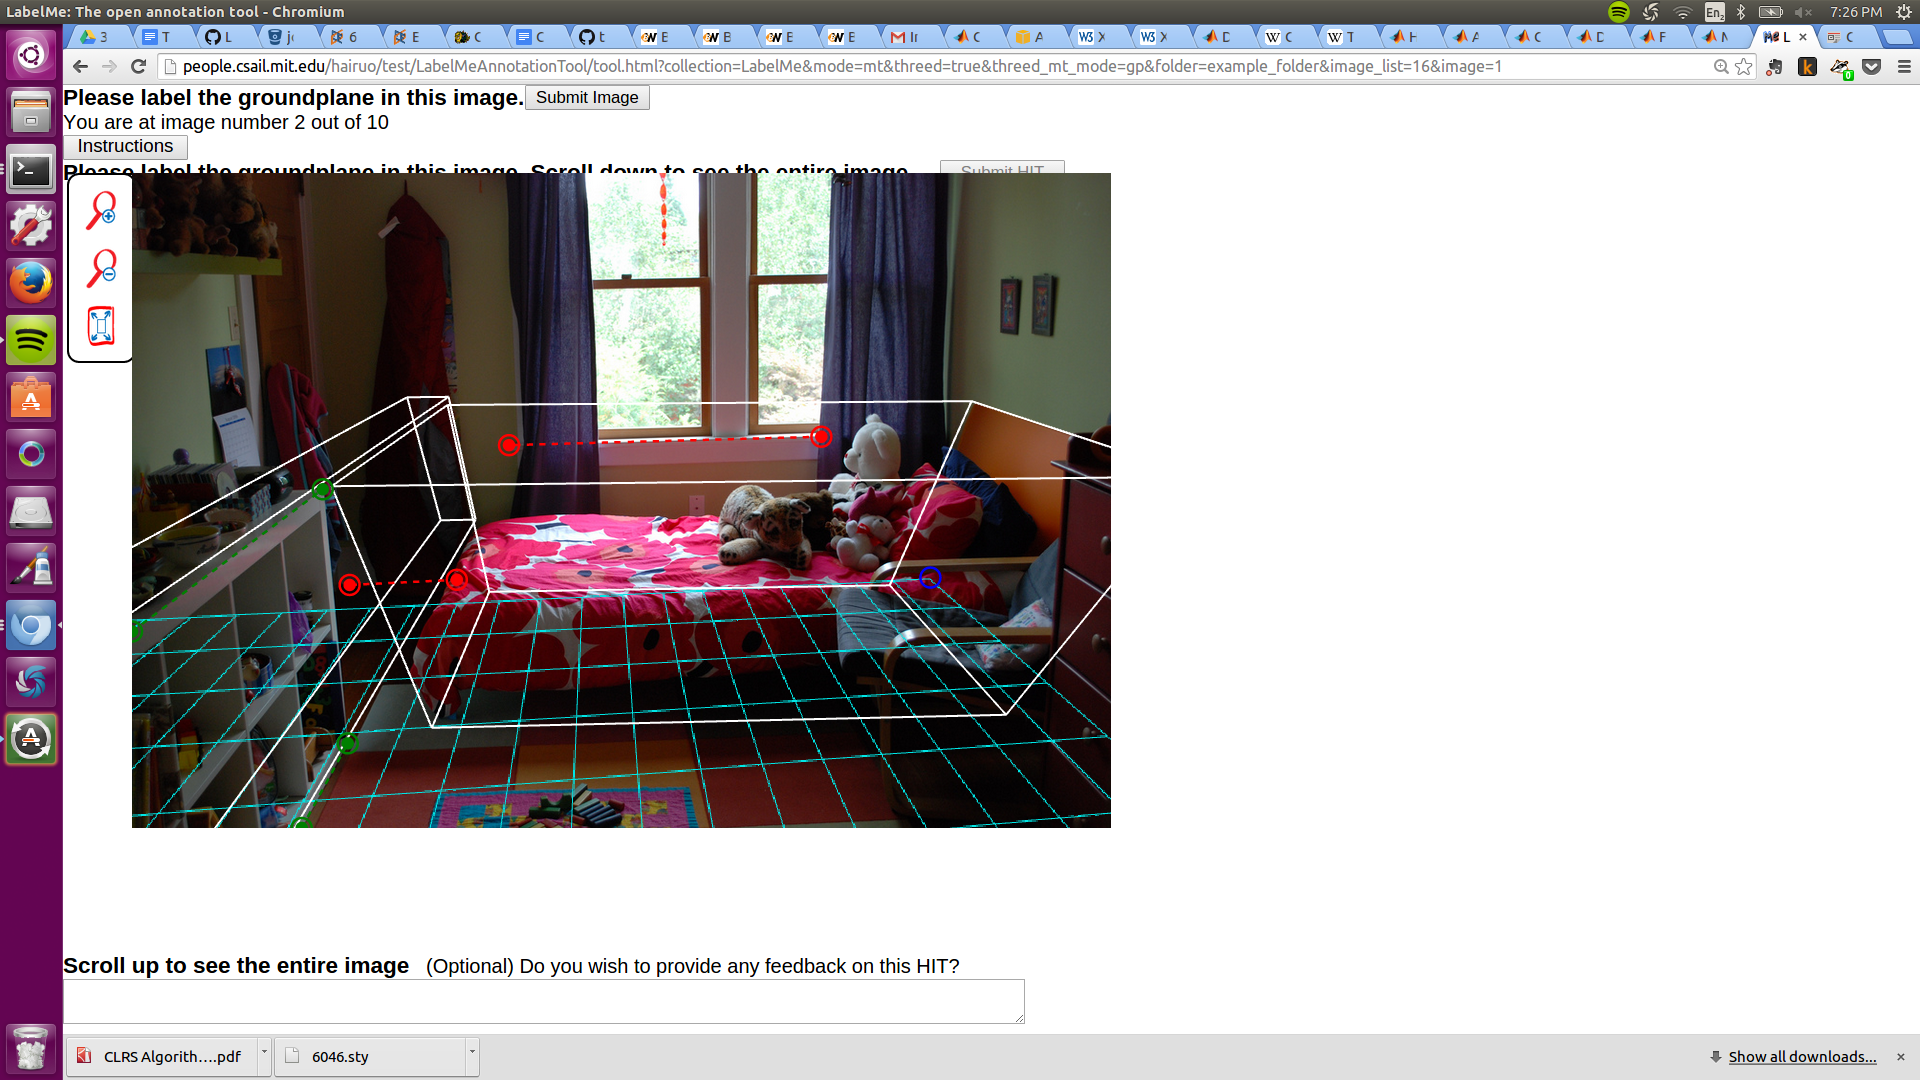 LabelMe: The open annotation tool - Chromium
En2
7:26 PM
3 T L 6 E C C t E B E E C A X X D C T H A C D F L C
people.csail.mit.edu/hairuo/test/LabelMeAnnotationTool/tool.html?collection=LabelMe&mode=mt&threed=true&threed_mt_mode=gp&folder=example_folder&image_list=16&image=1
Please label the groundplane in this image. Submit Image
You are at image number 2 out of 10
Instructions
Please label the groundplane in this image. Scroll down to see the entire image. Submit HIT
Scroll up to see the entire image (Optional) Do you wish to provide any feedback on this HIT?
CLRS Algorith....pdf 6046.sty Show all downloads...